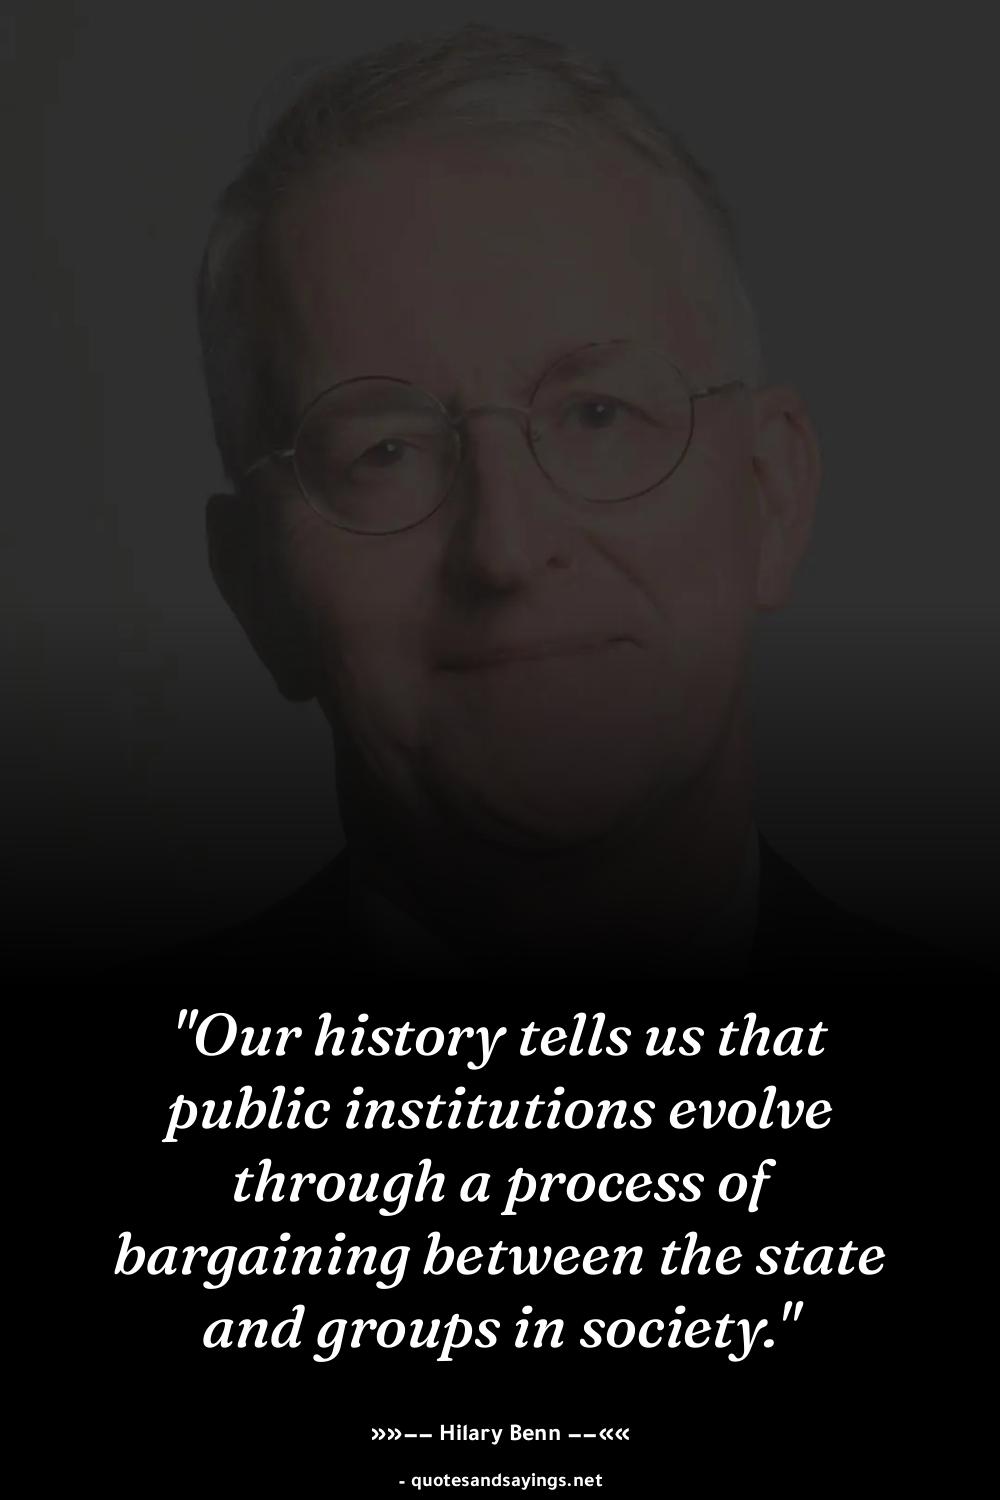 "Our history tells us that
public institutions evolve
through a process of
bargaining between the state
and groups in society."
»»–– Hilary Benn ––««
- quotesandsayings.net